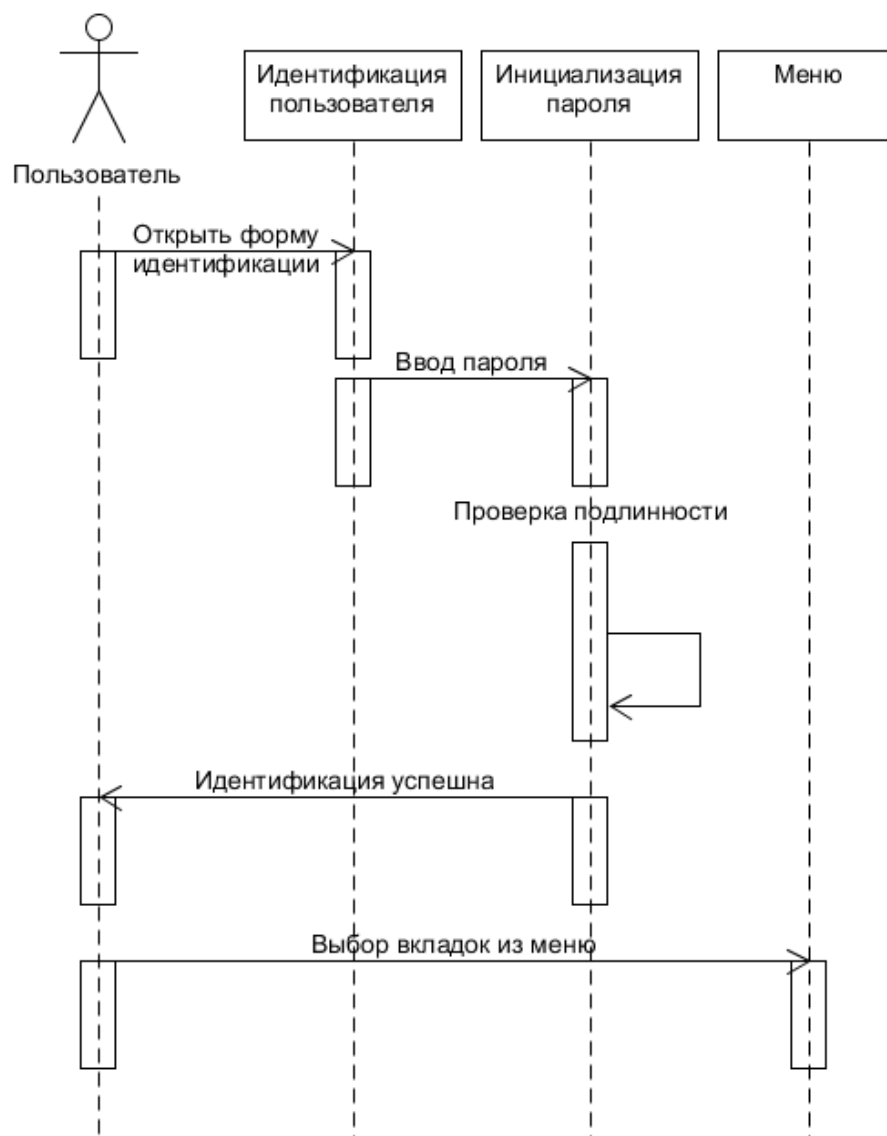 Идентификация
пользователя
Инициализация
пароля
Меню
Пользователь
Открыть форму
идентификации
Ввод пароля
Проверка подлинности
Идентификация успешна
Выбор вкладок из меню